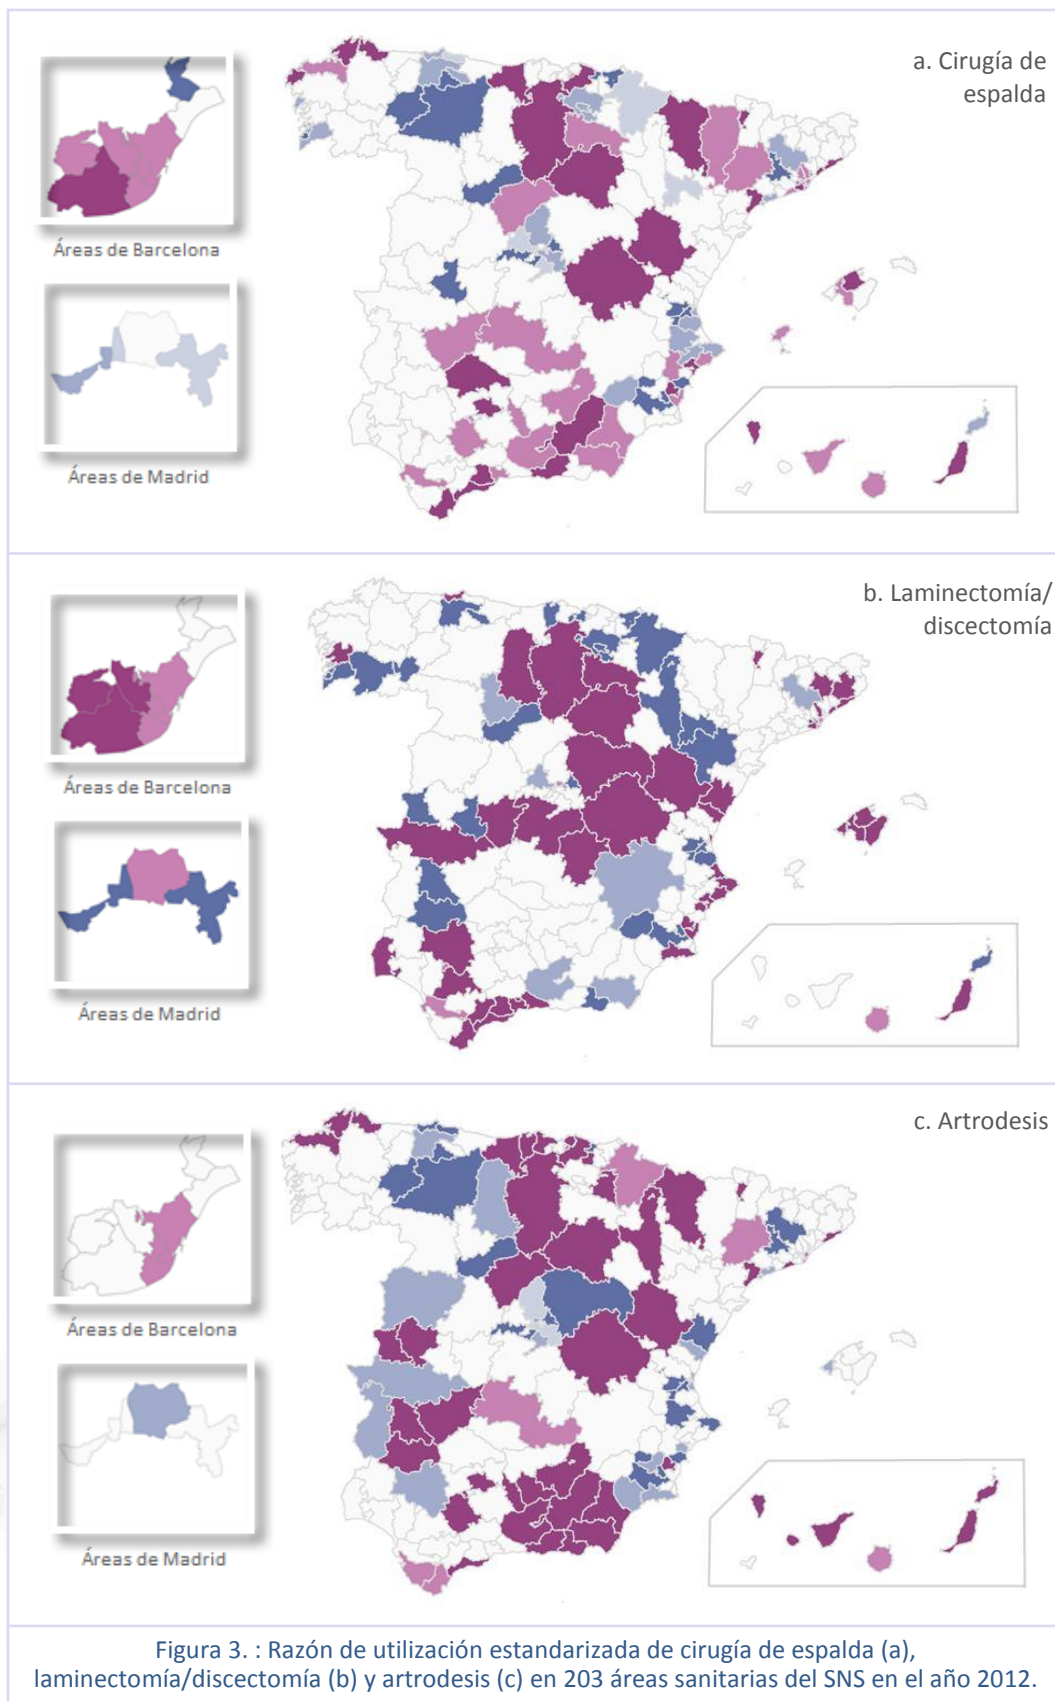 a. Cirugía de
espalda
Áreas de Barcelona
Áreas de Madrid
b. Laminectomía/
discectomía
Áreas de Barcelona
Áreas de Madrid
c. Artrodesis
Áreas de Barcelona
Áreas de Madrid
Figura 3. : Razón de utilización estandarizada de cirugía de espalda (a),
laminectomía/discectomía (b) y artrodesis (c) en 203 áreas sanitarias del SNS en el año 2012.